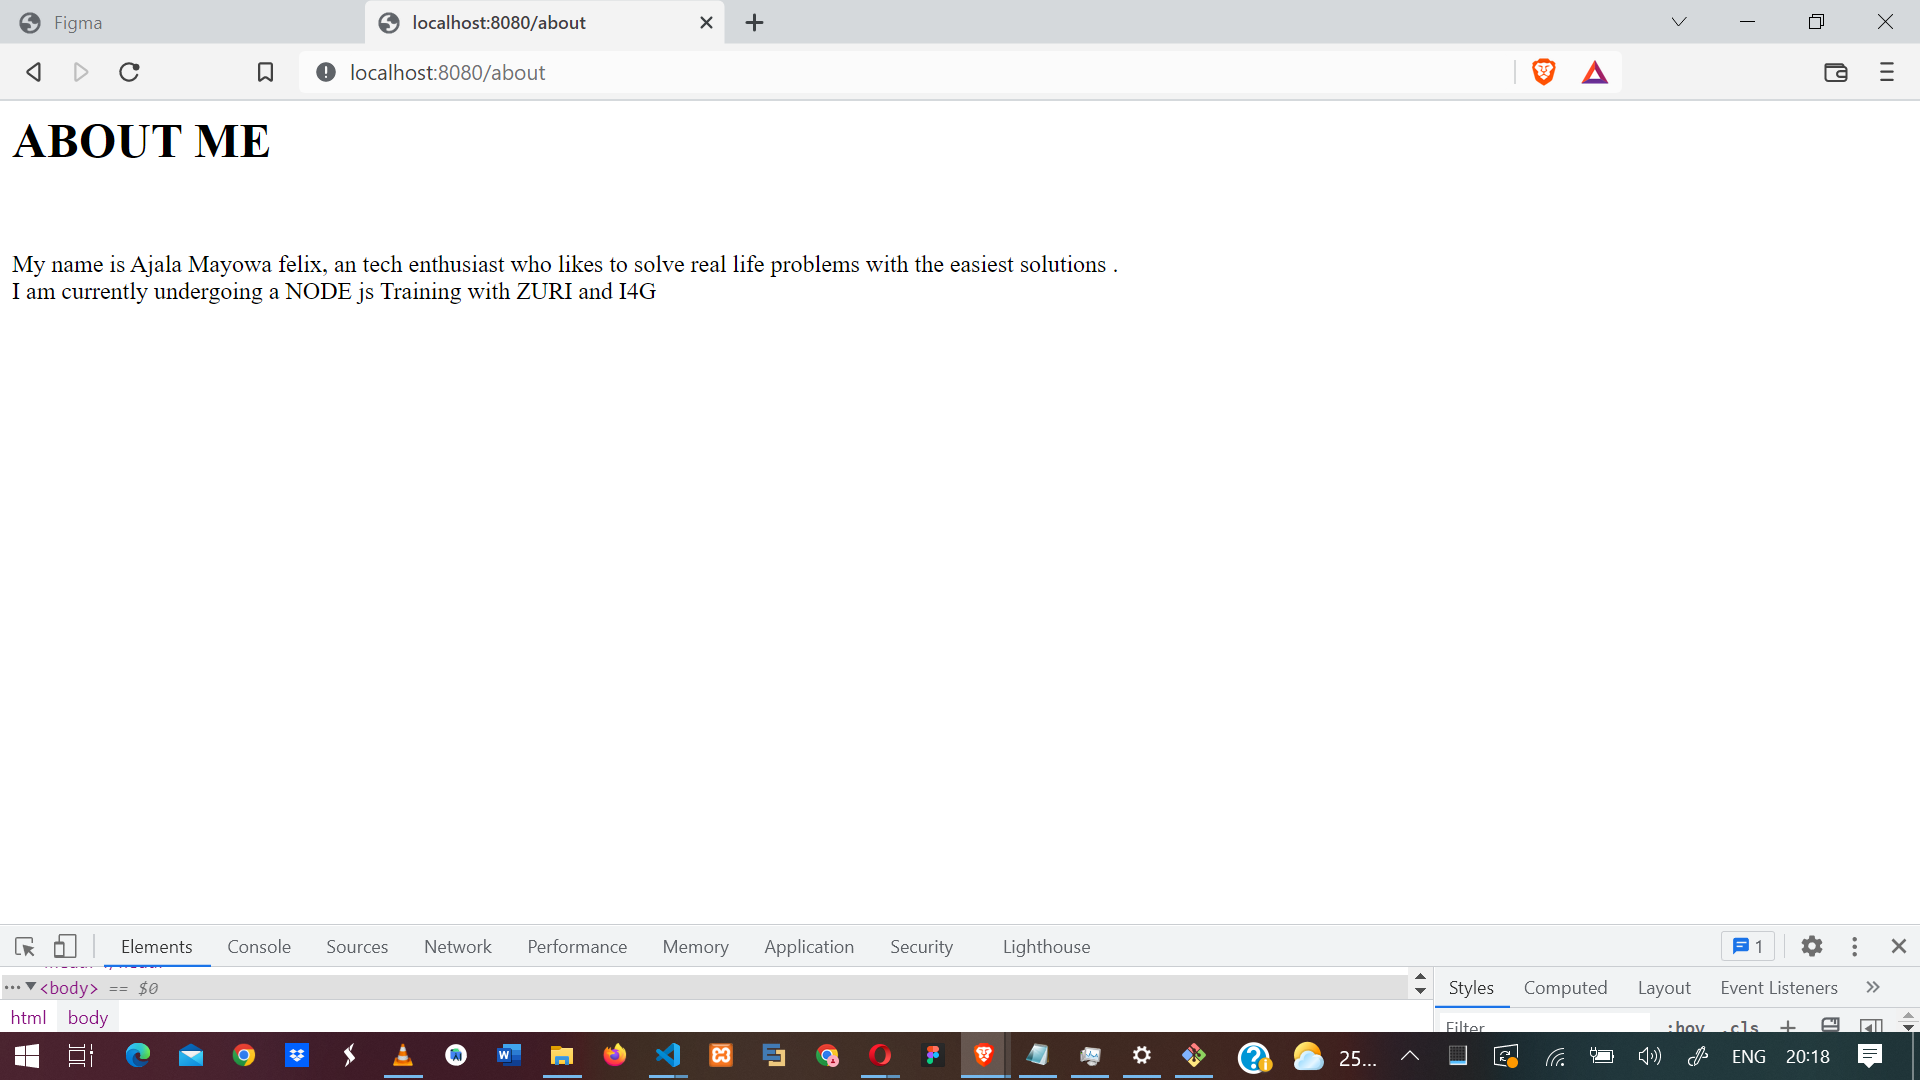 Figma
localhost:8080/about
localhost:8080/about
ABOUT ME
My name is Ajala Mayowa felix, an tech enthusiast who likes to solve real life problems with the easiest solutions .
I am currently undergoing a NODE js Training with ZURI and I4G
Elements Console Sources Network Performance Memory Application Security Lighthouse 1
<body> == $0
Styles Computed Layout Event Listeners
html body
Filter :hov .cls
25... ENG 20:18